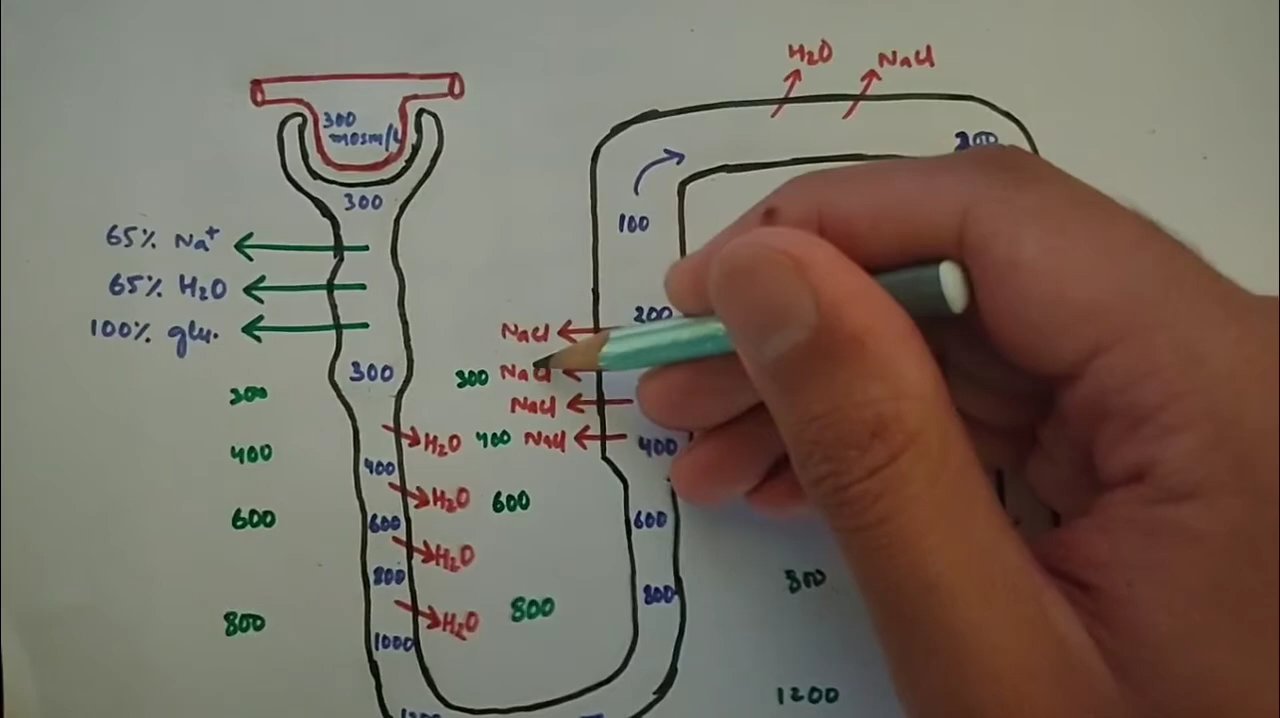 H₂O NaCl
300
mosm/L
200
300
100
65% Na⁺
65% H₂O
100% glu.
200
NaCl
300 300 NaCl
300
NaCl
H₂O 400 NaCl 400
400 400
H₂O 600
600 600 600
H₂O
800 800
800
H₂O 800
800
1000
1200